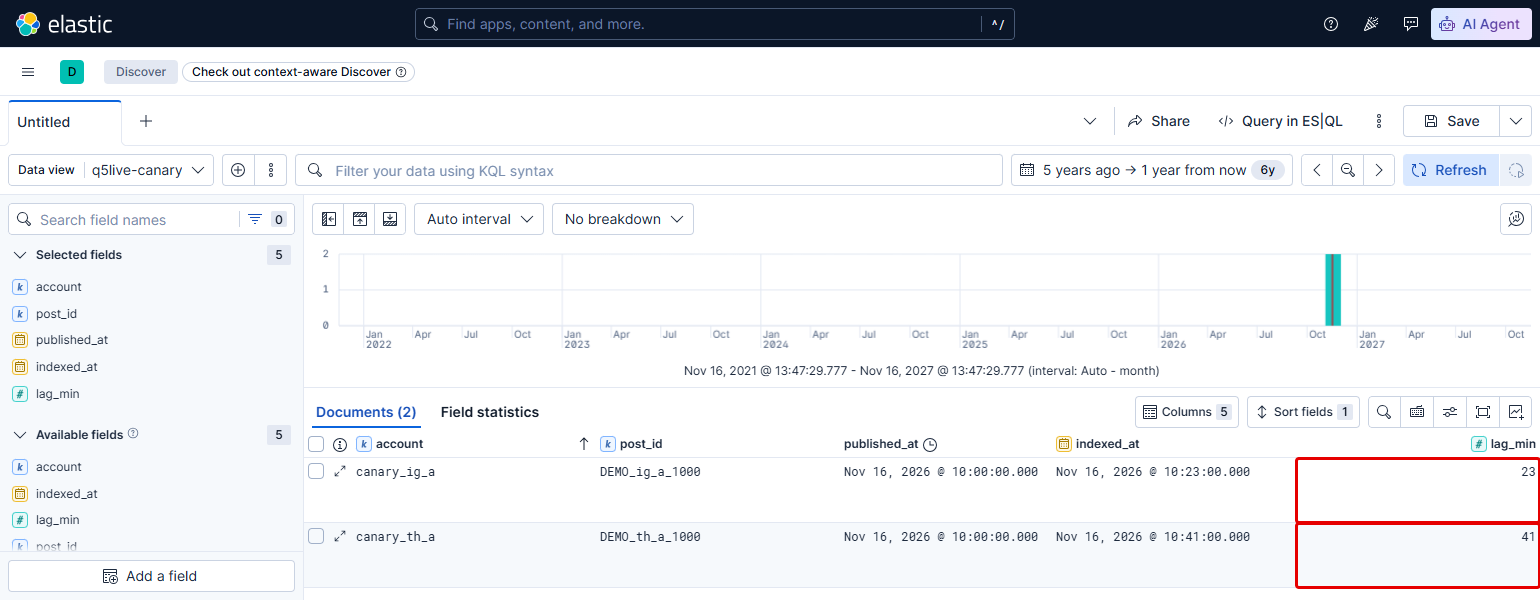 elastic
Find apps, content, and more.
^/
AI Agent
D
Discover
Check out context-aware Discover
Untitled
Share
Query in ES|QL
Save
Data view
q5live-canary
Filter your data using KQL syntax
5 years ago → 1 year from now
6y
Refresh
Search field names
0
Selected fields
5
k account
k post_id
published_at
indexed_at
# lag_min
Available fields
5
k account
indexed_at
# lag_min
k post_id
Add a field
Auto interval
No breakdown
2
1
0
Jan Apr Jul Oct Jan Apr Jul Oct Jan Apr Jul Oct Jan Apr Jul Oct Jan Apr Jul Oct Jan Apr Jul Oct
2022 2023 2024 2025 2026 2027
Nov 16, 2021 @ 13:47:29.777 - Nov 16, 2027 @ 13:47:29.777 (interval: Auto - month)
Documents (2)
Field statistics
Columns 5
Sort fields 1
k account
k post_id
published_at
indexed_at
# lag_min
canary_ig_a DEMO_ig_a_1000 Nov 16, 2026 @ 10:00:00.000 Nov 16, 2026 @ 10:23:00.000 23
canary_th_a DEMO_th_a_1000 Nov 16, 2026 @ 10:00:00.000 Nov 16, 2026 @ 10:41:00.000 41